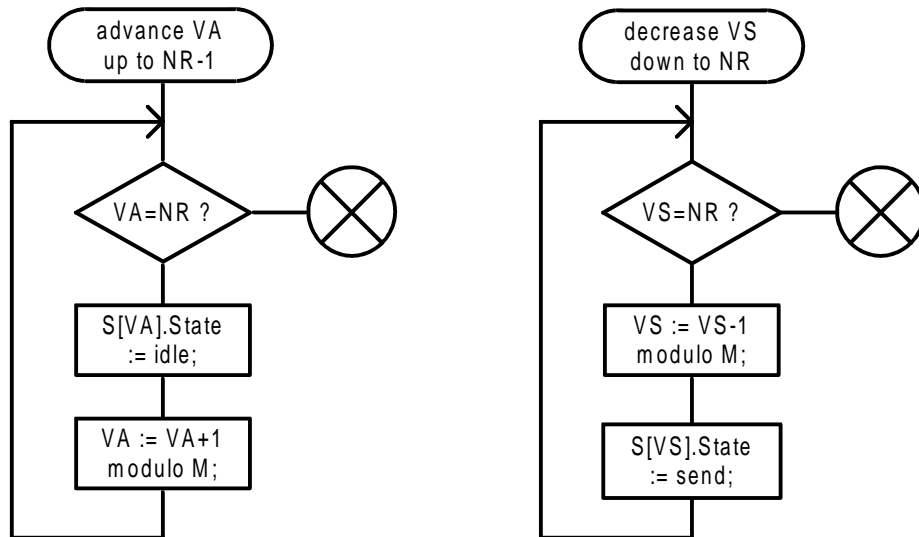 advance VA
up to NR-1
VA=NR ?
S[VA].State
:= idle;
VA := VA+1
modulo M;
decrease VS
down to NR
VS=NR ?
VS := VS-1
modulo M;
S[VS].State
:= send;